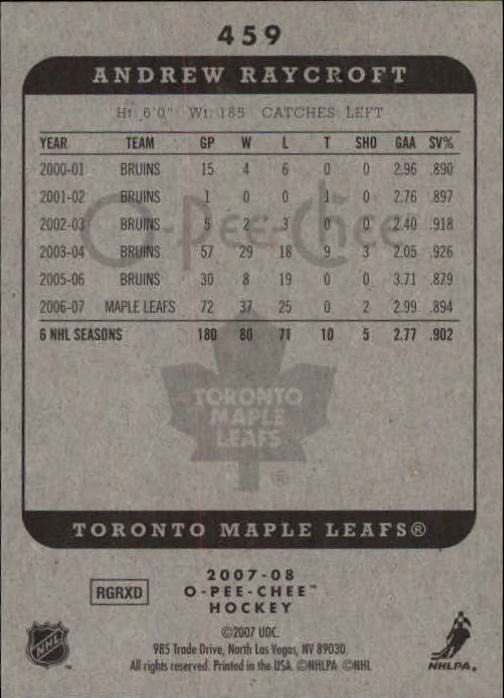 459
ANDREW RAYCROFT
Ht: 6'0" Wt: 185 CATCHES: LEFT
YEAR TEAM GP W L T SHO GAA SV%
2000-01 BRUINS 15 4 6 0 0 2.96 .890
2001-02 BRUINS 1 0 0 1 0 2.76 .897
2002-03 BRUINS 5 2 3 0 0 2.40 .918
2003-04 BRUINS 57 29 18 9 3 2.05 .926
2005-06 BRUINS 30 8 19 0 0 3.71 .879
2006-07 MAPLE LEAFS 72 37 25 0 2 2.99 .894
6 NHL SEASONS 180 80 71 10 5 2.77 .902
O-Pee-Chee
TORONTO
MAPLE
LEAFS
®
TORONTO MAPLE LEAFS®
2007-08
RGRXD O-PEE-CHEE™
HOCKEY
©2007 UDC.
985 Trade Drive, North Las Vegas, NV 89030.
All rights reserved. Printed in the USA. ©NHLPA ©NHL
NHL ™
NHLPA®